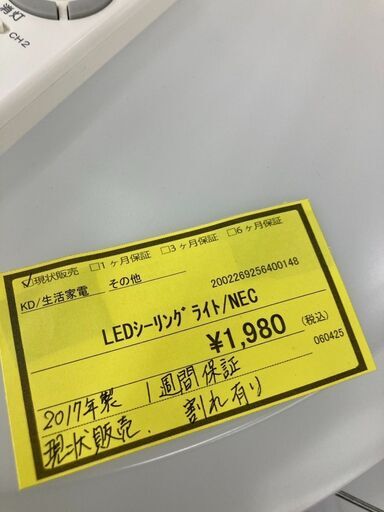 消灯
CH2
☑現状販売 □1ヶ月保証 □3ヶ月保証 □6ヶ月保証
KD/生活家電 その他 2002269256400148
LEDシーリングライト/NEC
¥1,980 (税込)
060425
2017年製 1週間保証
現状販売. 割れ有り